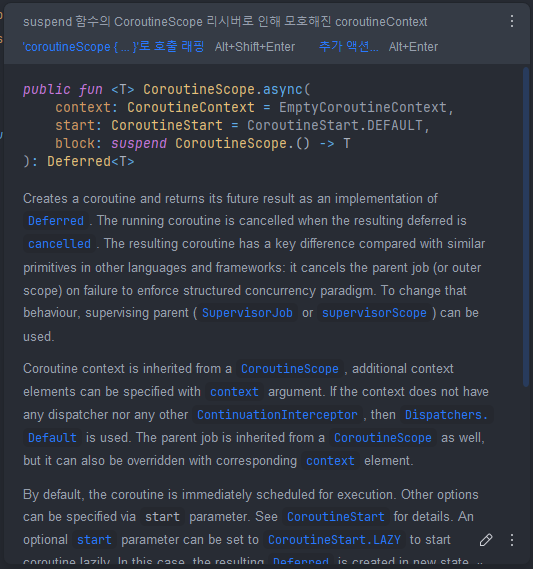 suspend 함수의 CoroutineScope 리시버로 인해 모호해진 coroutineContext
'coroutineScope { ... }'로 호출 래핑 Alt+Shift+Enter 추가 액션... Alt+Enter
public fun <T> CoroutineScope.async(
context: CoroutineContext = EmptyCoroutineContext,
start: CoroutineStart = CoroutineStart.DEFAULT,
block: suspend CoroutineScope.() -> T
): Deferred<T>
Creates a coroutine and returns its future result as an implementation of
Deferred . The running coroutine is cancelled when the resulting deferred is
cancelled . The resulting coroutine has a key difference compared with similar
primitives in other languages and frameworks: it cancels the parent job (or outer
scope) on failure to enforce structured concurrency paradigm. To change that
behaviour, supervising parent ( SupervisorJob or supervisorScope ) can be
used.
Coroutine context is inherited from a CoroutineScope , additional context
elements can be specified with context argument. If the context does not have
any dispatcher nor any other ContinuationInterceptor , then Dispatchers.
Default is used. The parent job is inherited from a CoroutineScope as well,
but it can also be overridden with corresponding context element.
By default, the coroutine is immediately scheduled for execution. Other options
can be specified via start parameter. See CoroutineStart for details. An
optional start parameter can be set to CoroutineStart.LAZY to start
coroutine lazily. In this case, the resulting Deferred is created in new state.